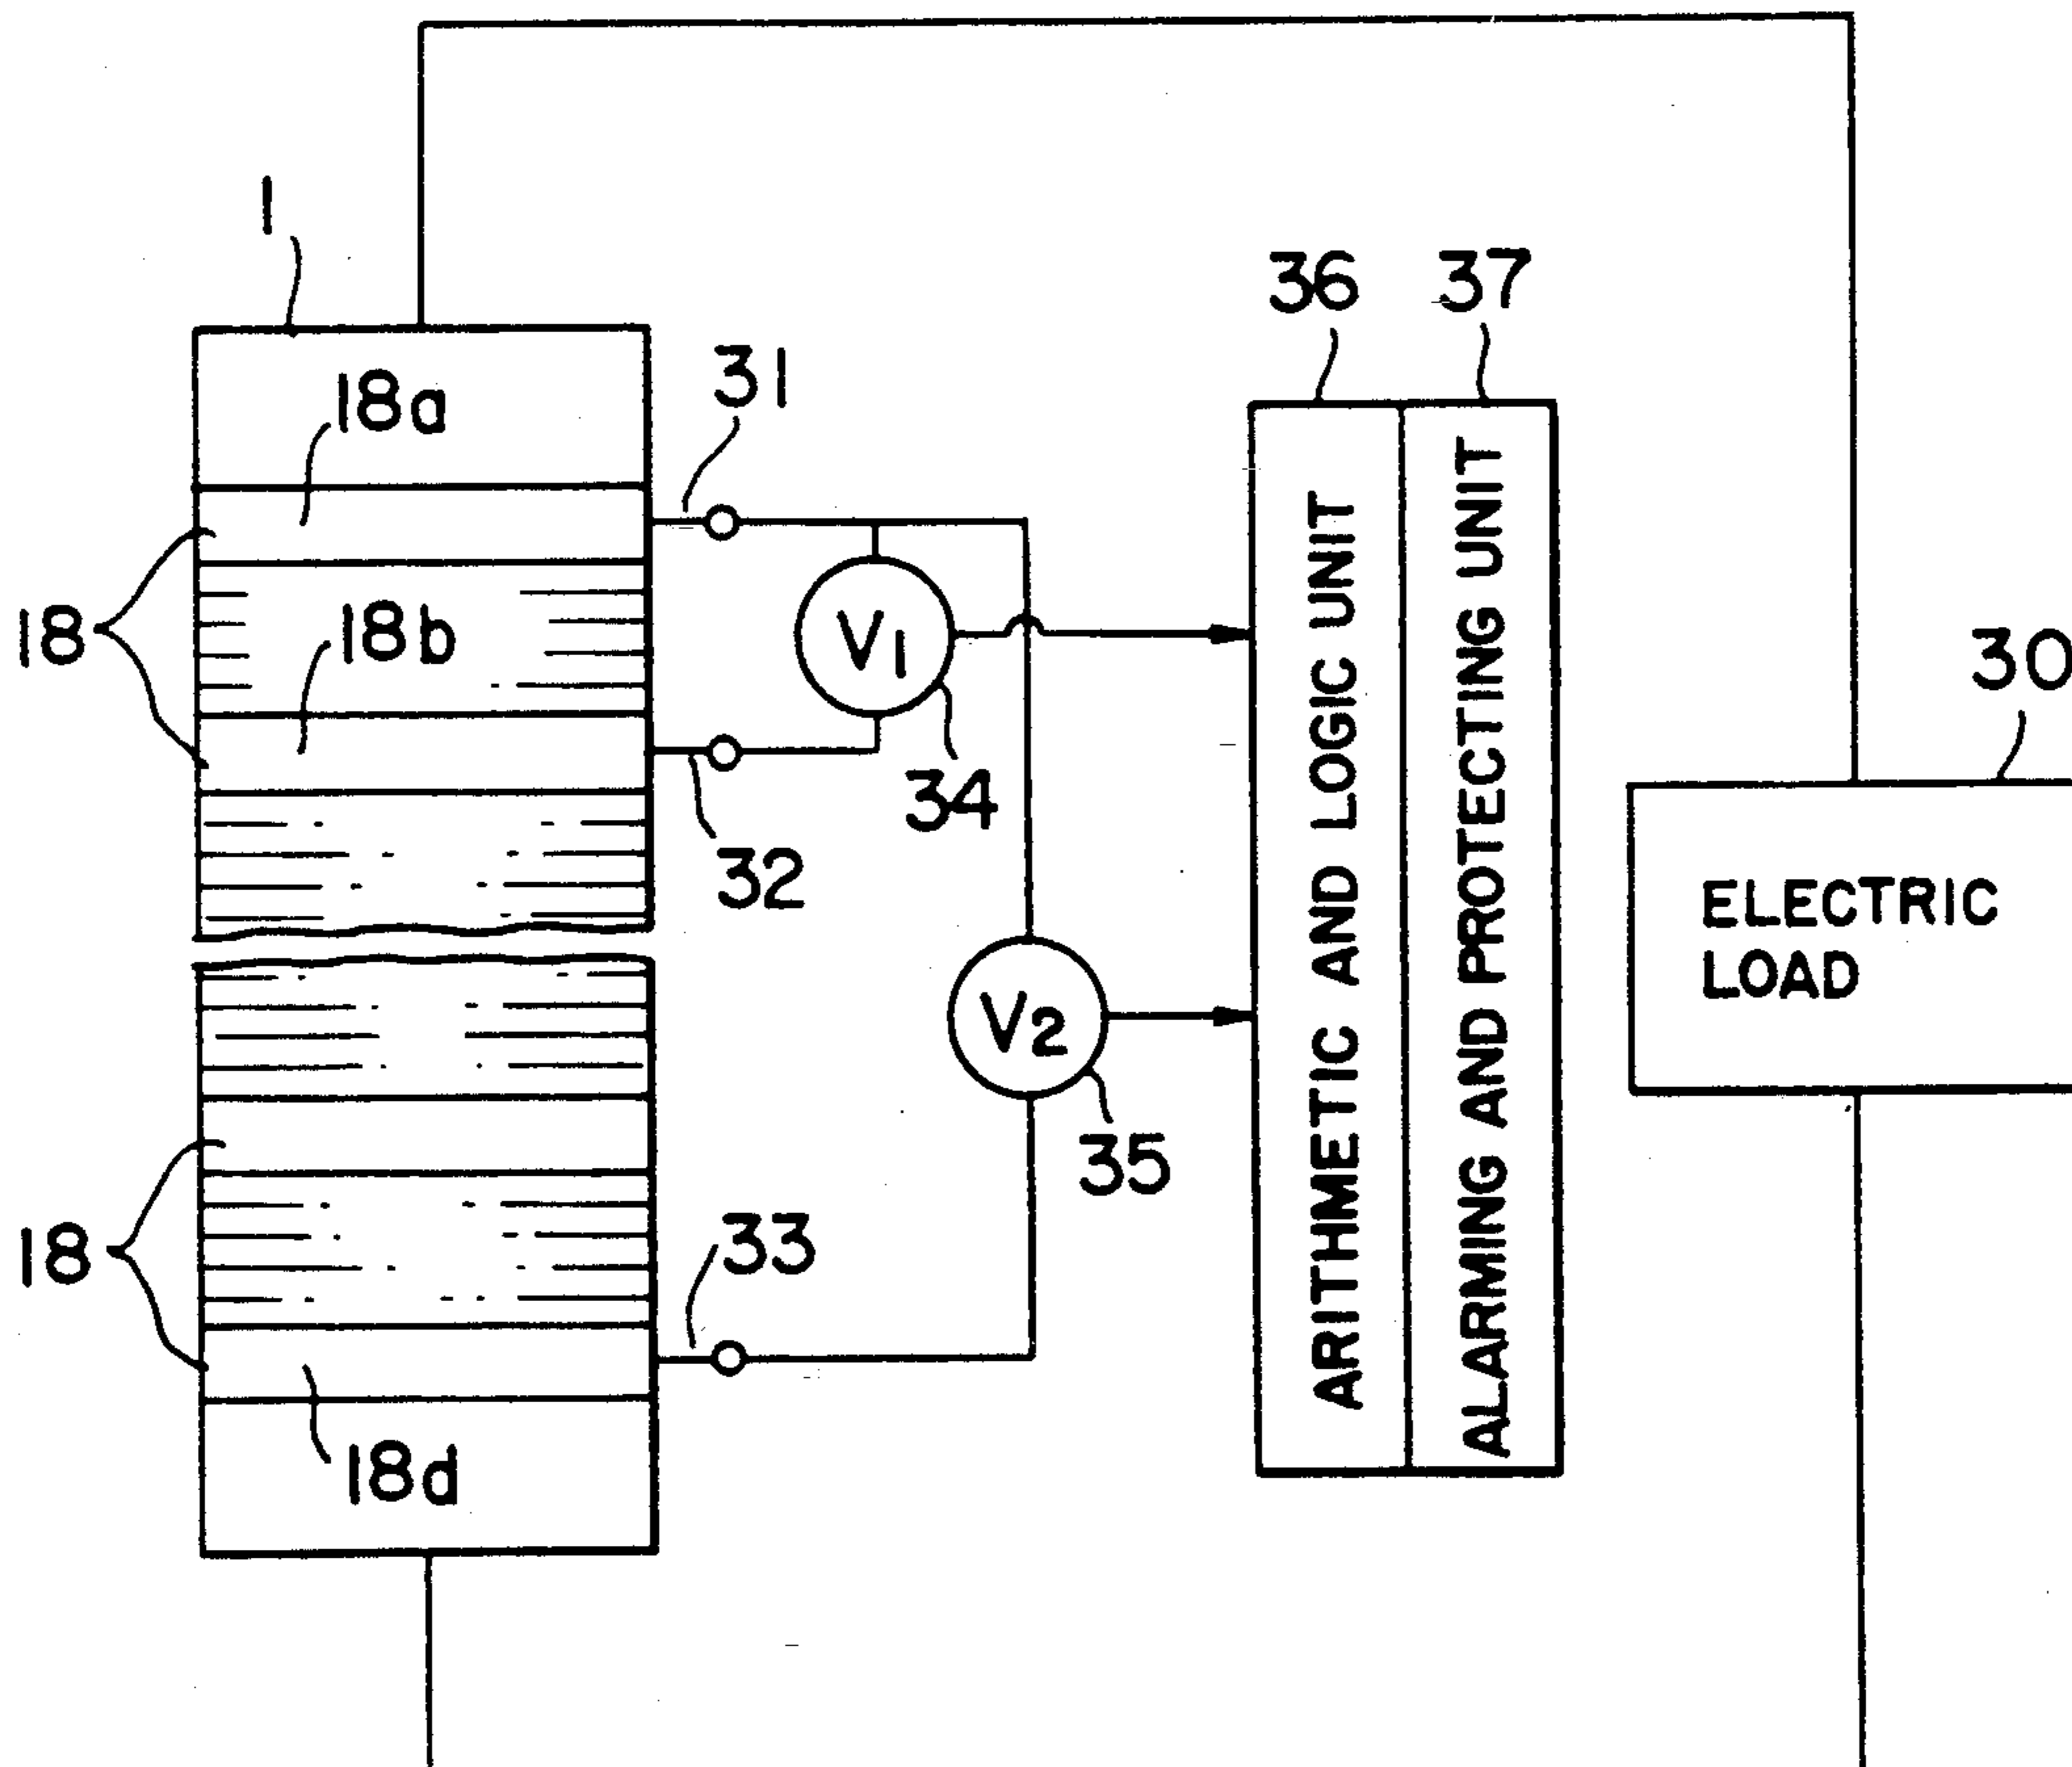 1
18a
31
36
37
18
18b
V1
34
32
30
ARITHMETIC AND LOGIC UNIT
ALARMING AND PROTECTING UNIT
ELECTRIC
LOAD
V2
35
18
33
18d